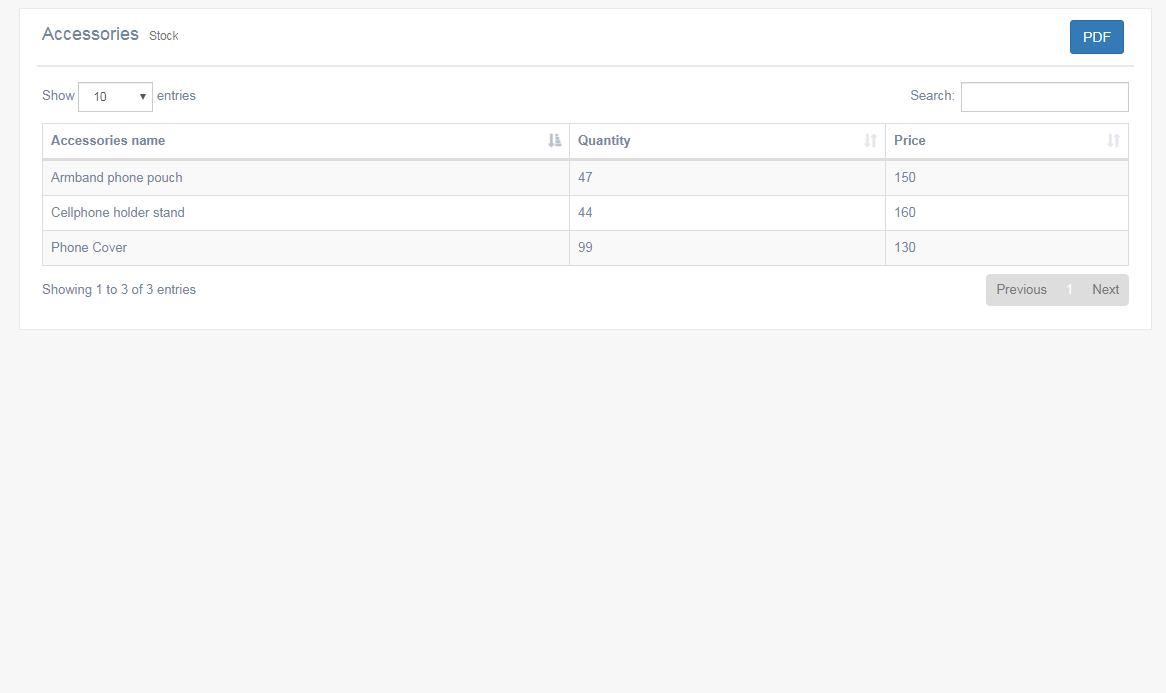 Accessories Stock
PDF
Show 10 entries
Search:
Accessories name Quantity Price
Armband phone pouch 47 150
Cellphone holder stand 44 160
Phone Cover 99 130
Showing 1 to 3 of 3 entries
Previous 1 Next